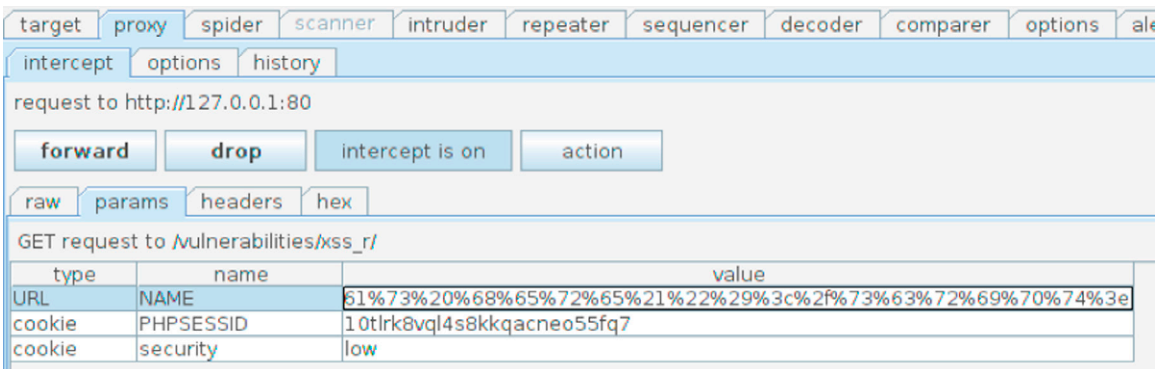 target proxy spider scanner intruder repeater sequencer decoder comparer options ale
intercept options history
request to http://127.0.0.1:80
forward drop intercept is on action
raw params headers hex
GET request to /vulnerabilities/xss_r/
type name value
URL NAME 61%73%20%68%65%72%65%21%22%29%3c%2f%73%63%72%69%70%74%3e
cookie PHPSESSID 10tlrk8vql4s8kkqacneo55fq7
cookie security low